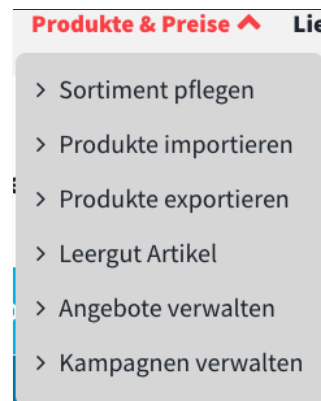 Produkte & Preise
> Sortiment pflegen
> Produkte importieren
> Produkte exportieren
> Leergut Artikel
> Angebote verwalten
> Kampagnen verwalten